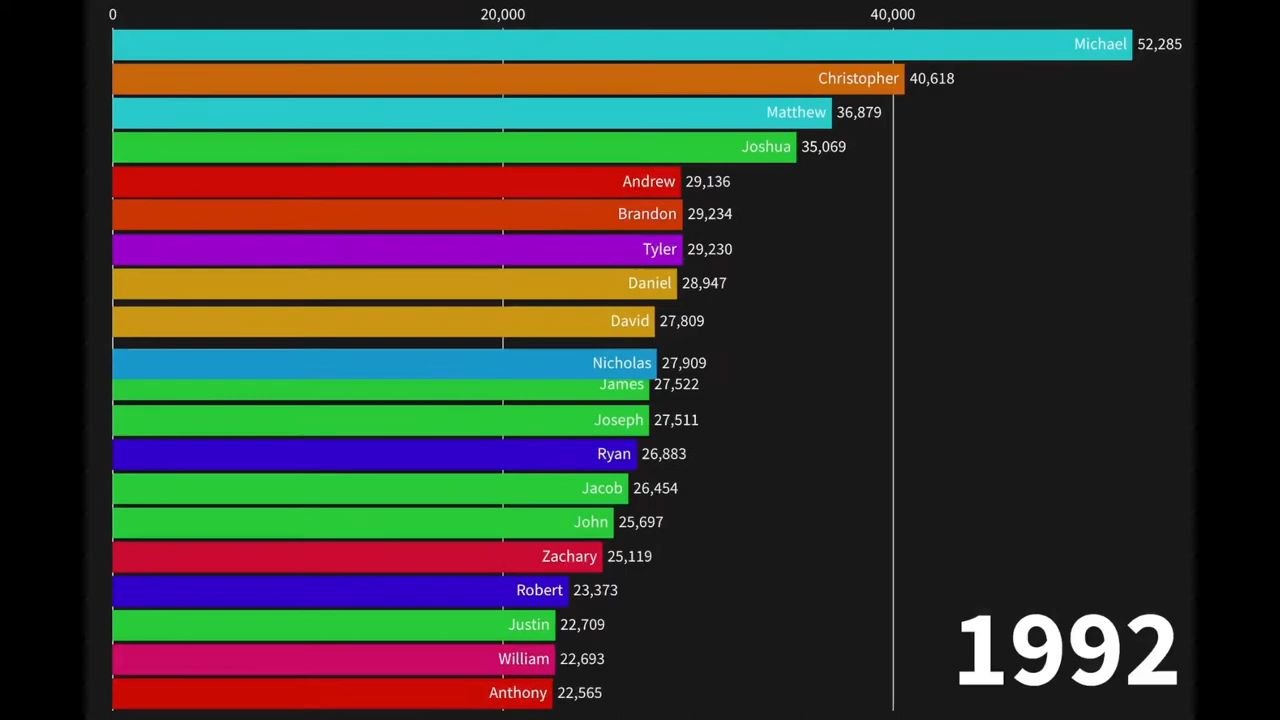 0 20,000 40,000
Michael 52,285
Christopher 40,618
Matthew 36,879
Joshua 35,069
Andrew 29,136
Brandon 29,234
Tyler 29,230
Daniel 28,947
David 27,809
Nicholas 27,909
James 27,522
Joseph 27,511
Ryan 26,883
Jacob 26,454
John 25,697
Zachary 25,119
Robert 23,373
Justin 22,709
William 22,693
Anthony 22,565
1992